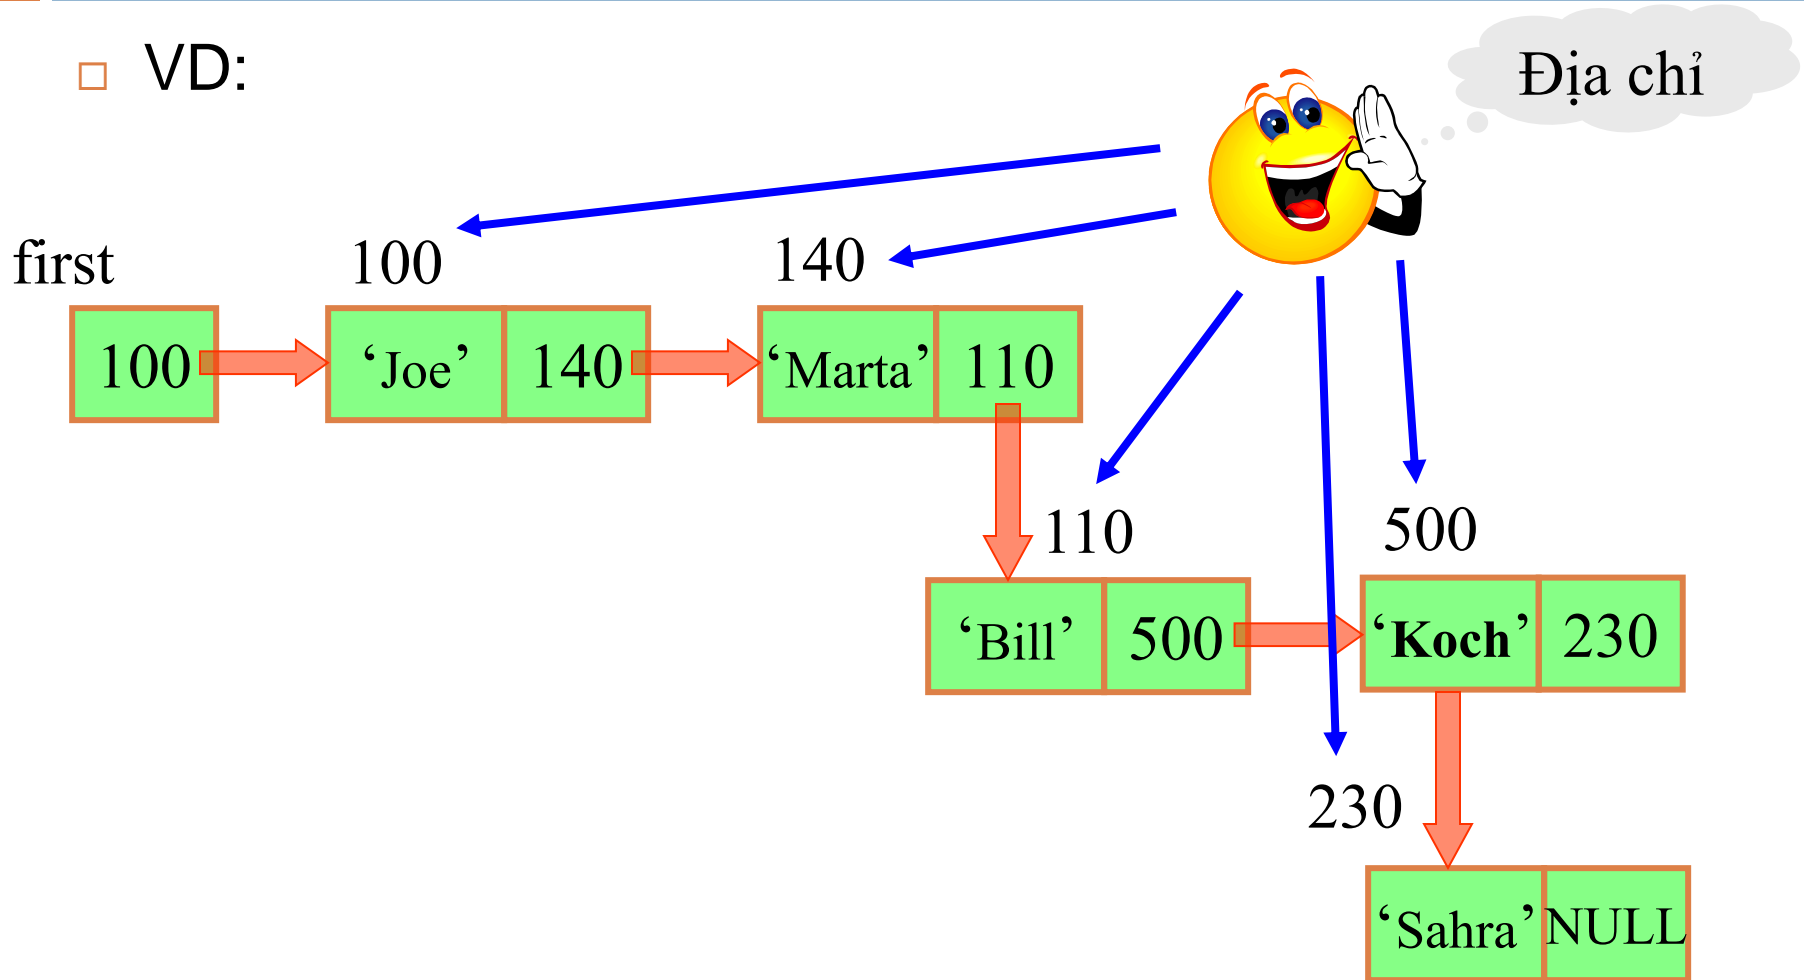 VD:
Địa chỉ
first
100
140
100
‘Joe’
140
‘Marta’
110
110
500
‘Bill’
500
‘Koch’
230
230
‘Sahra’
NULL